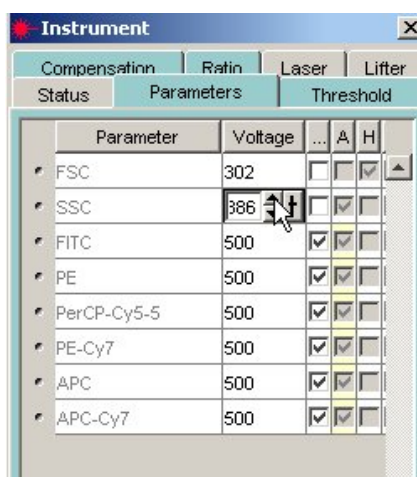 Instrument
Compensation Ratio Laser Lifter
Status Parameters Threshold
Parameter Voltage ... A H
FSC 302
SSC 386
FITC 500
PE 500
PerCP-Cy5-5 500
PE-Cy7 500
APC 500
APC-Cy7 500